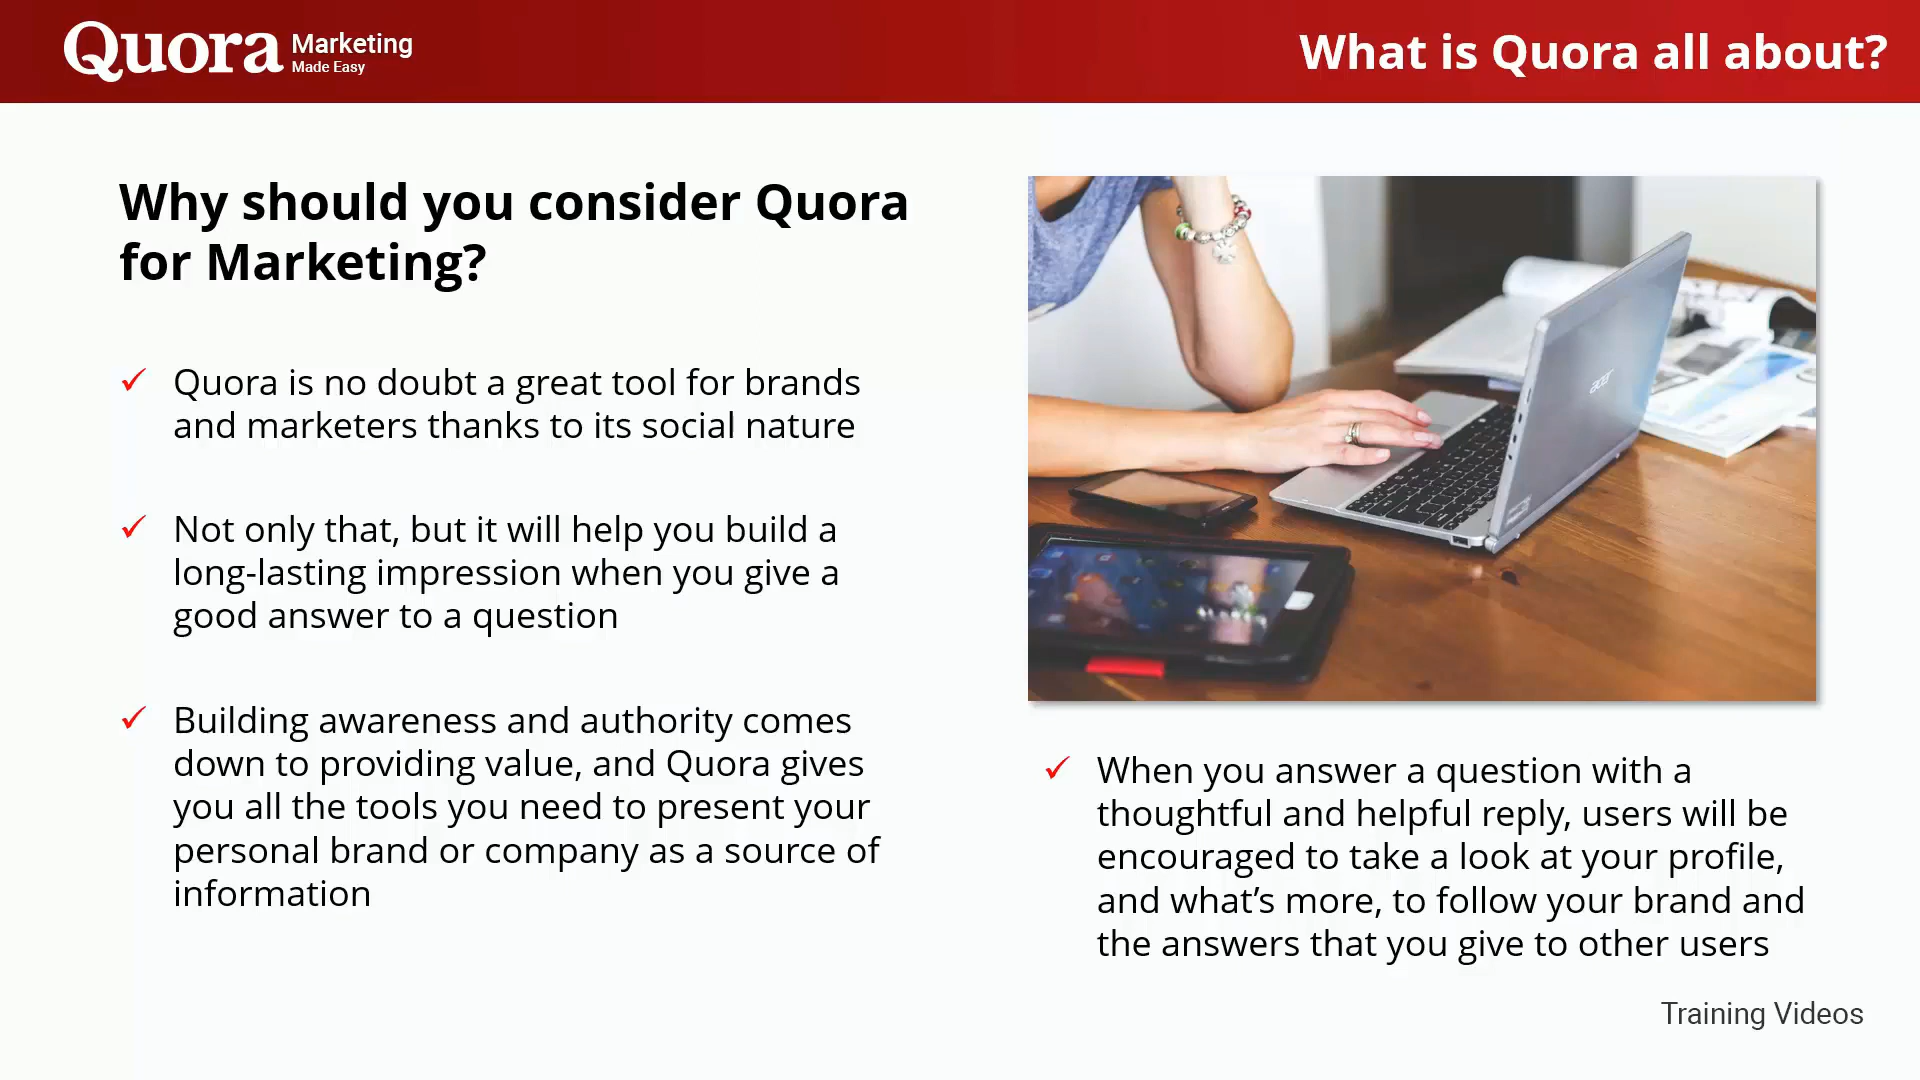 Quora Marketing
Made Easy
What is Quora all about?
Why should you consider Quora
for Marketing?
Quora is no doubt a great tool for brands
and marketers thanks to its social nature
Not only that, but it will help you build a
long-lasting impression when you give a
good answer to a question
Building awareness and authority comes
down to providing value, and Quora gives
you all the tools you need to present your
personal brand or company as a source of
information
acer
When you answer a question with a
thoughtful and helpful reply, users will be
encouraged to take a look at your profile,
and what’s more, to follow your brand and
the answers that you give to other users
Training Videos